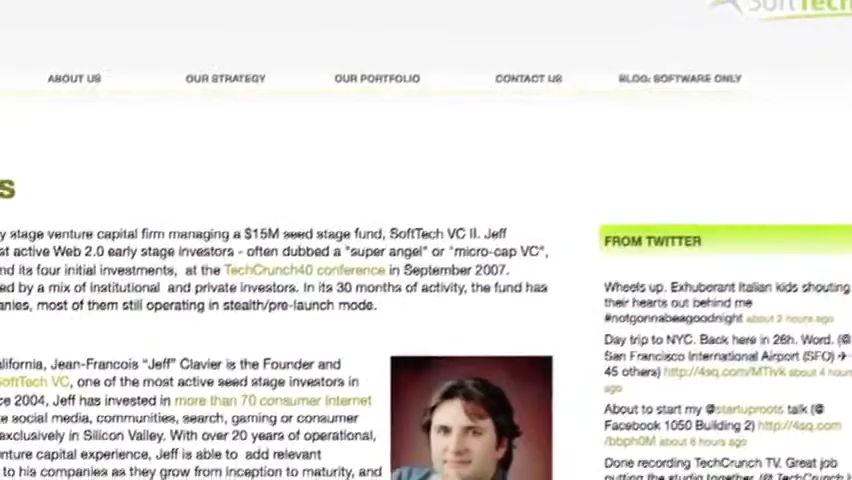 SoftTech
ABOUT US
OUR STRATEGY
OUR PORTFOLIO
CONTACT US
BLOG: SOFTWARE ONLY
s
y stage venture capital firm managing a $15M seed stage fund, SoftTech VC II. Jeff
st active Web 2.0 early stage investors - often dubbed a "super angel" or "micro-cap VC",
nd its four initial investments, at the TechCrunch40 conference in September 2007.
ed by a mix of institutional and private investors. In its 30 months of activity, the fund has
anies, most of them still operating in stealth/pre-launch mode.
alifornia, Jean-Francois "Jeff" Clavier is the Founder and
SoftTech VC, one of the most active seed stage investors in
ce 2004, Jeff has invested in more than 70 consumer Internet
e social media, communities, search, gaming or consumer
exclusively in Silicon Valley. With over 20 years of operational,
enture capital experience, Jeff is able to add relevant
to his companies as they grow from inception to maturity, and
FROM TWITTER
Wheels up. Exhuberant Italian kids shouting
their hearts out behind me
#notgonnabeagoodnight about 2 hours ago
Day trip to NYC. Back here in 26h. Word. (@
San Francisco International Airport (SFO) ✈
45 others) http://4sq.com/MTivk about 4 hours
ago
About to start my @startuproots talk (@
Facebook 1050 Building 2) http://4sq.com
/bbph0M about 6 hours ago
Done recording TechCrunch TV. Great job
putting the studio together. (@ TechCrunch